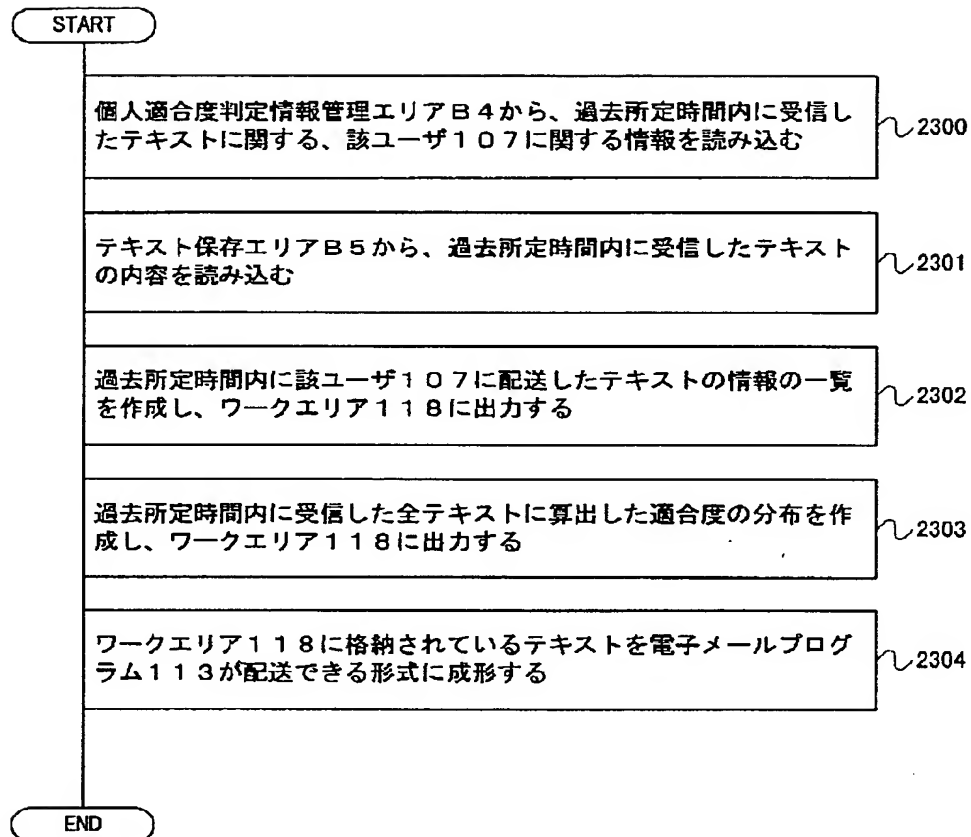 START
個人適合度判定情報管理エリアB4から、過去所定時間内に受信し
たテキストに関する、該ユーザ107に関する情報を読み込む
2300
テキスト保存エリアB5から、過去所定時間内に受信したテキスト
の内容を読み込む
2301
過去所定時間内に該ユーザ107に配送したテキストの情報の一覧
を作成し、ワークエリア118に出力する
2302
過去所定時間内に受信した全テキストに算出した適合度の分布を作
成し、ワークエリア118に出力する
2303
ワークエリア118に格納されているテキストを電子メールプログ
ラム113が配送できる形式に成形する
2304
END